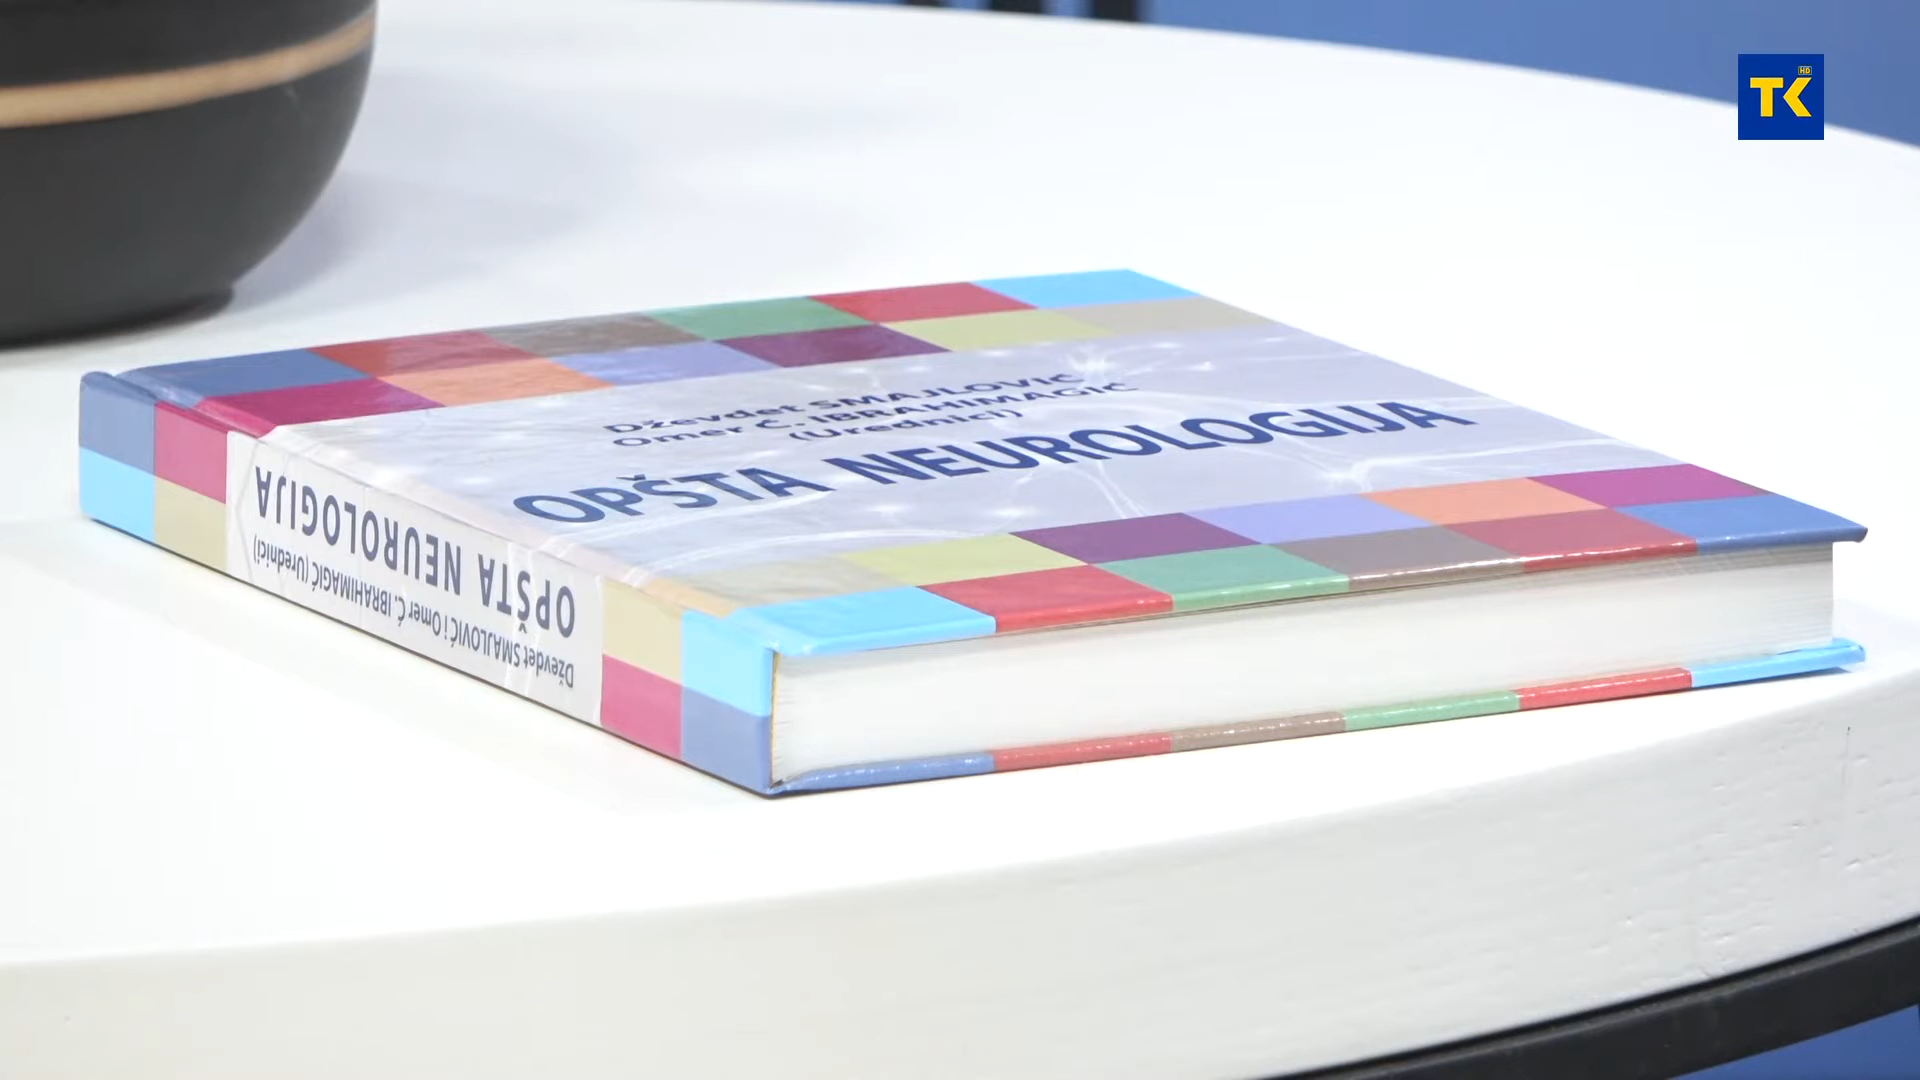 TK
HD
Dževdet SMAJLOVIĆ
Omer Ć. IBRAHIMAGIĆ
(Urednici)
OPŠTA NEUROLOGIJA
Dževdet SMAJLOVIĆ i Omer Ć. IBRAHIMAGIĆ (Urednici)
OPŠTA NEUROLOGIJA